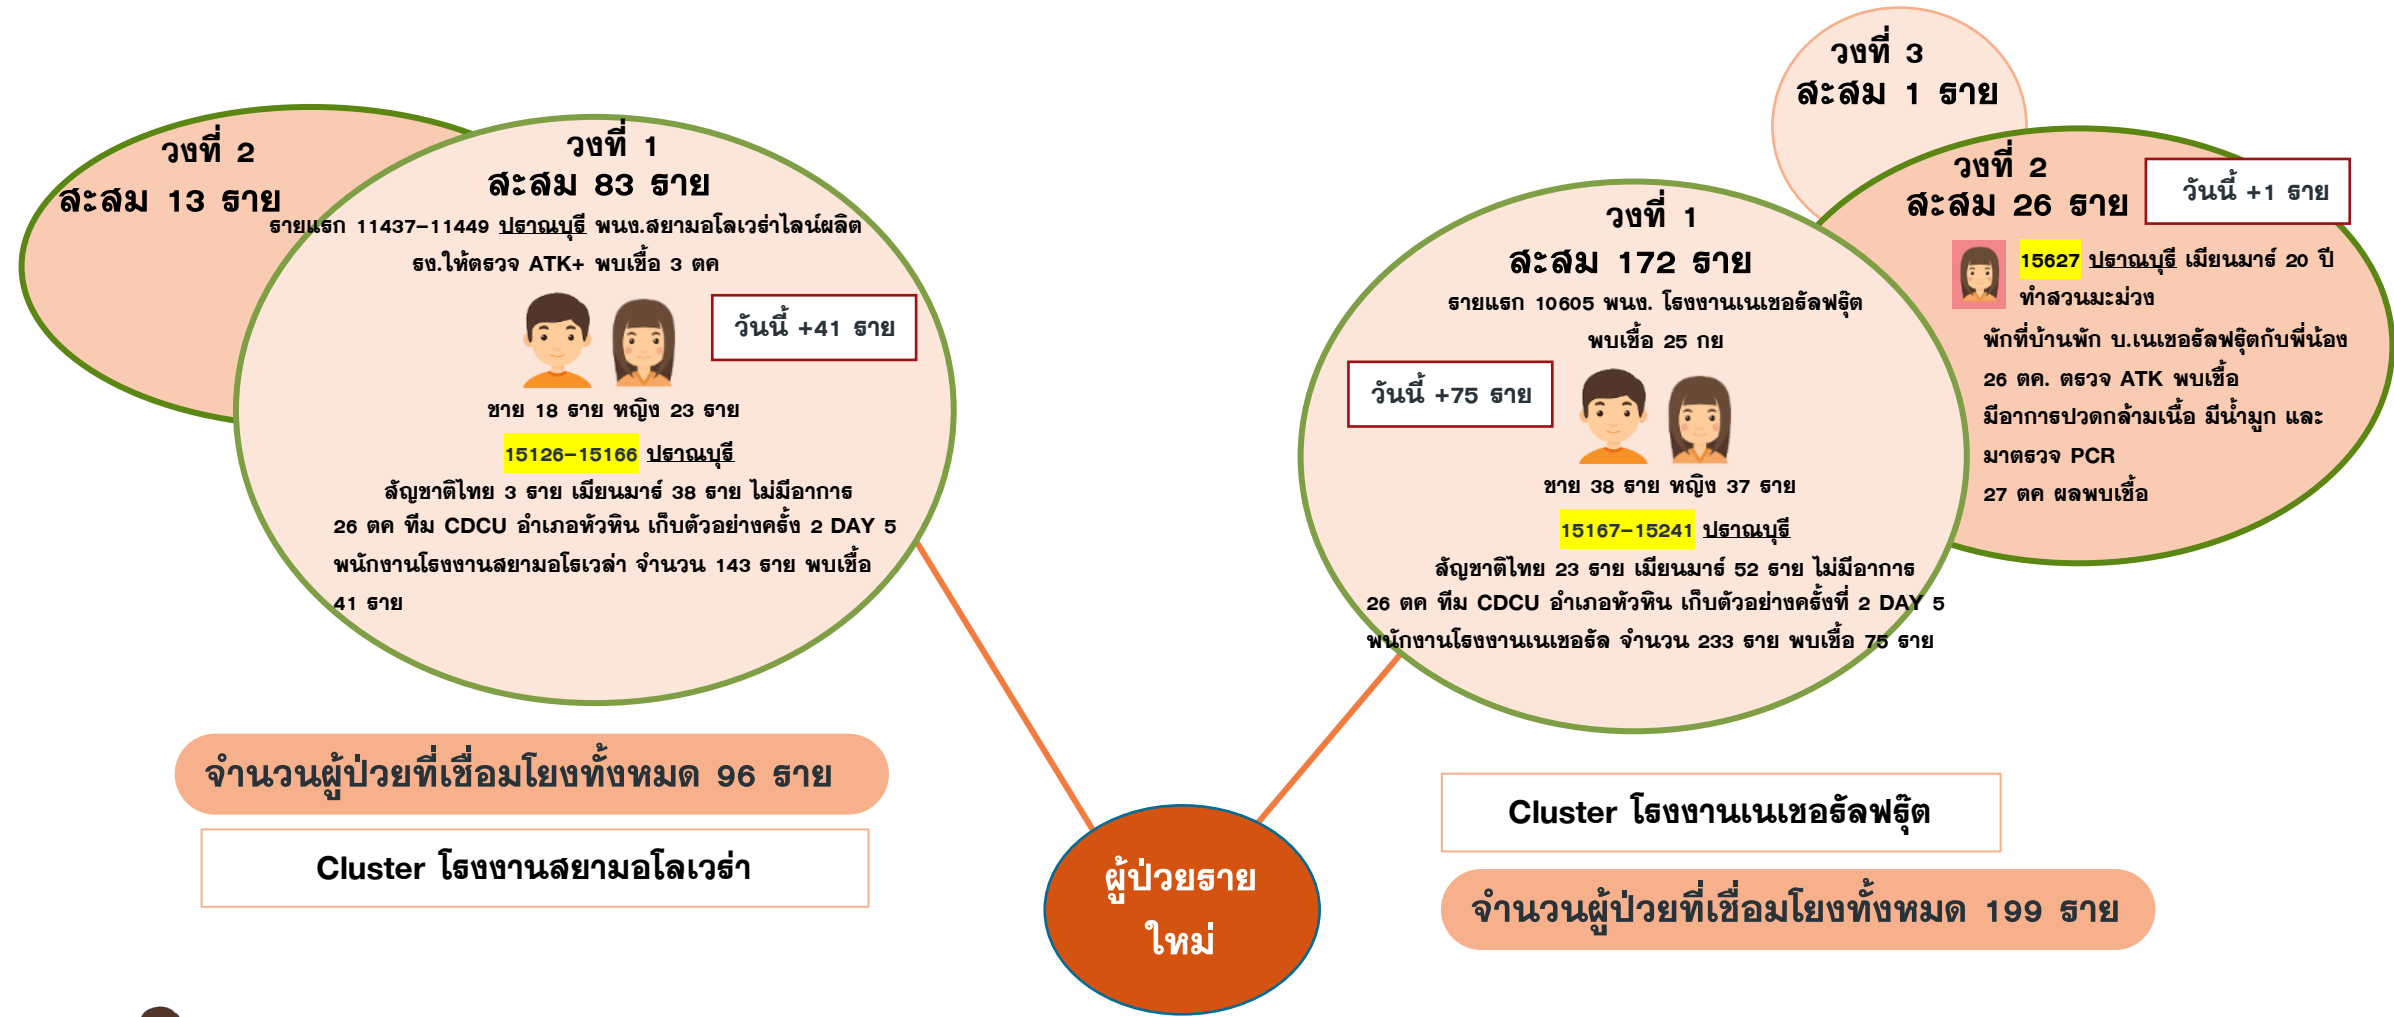 วงที่ 2
สะสม 13 ราย
วงที่ 1
สะสม 83 ราย
รายแรก 11437-11449 ปราณบุรี พนง.สยามอโลเวร่าไลน์ผลิต
รง.ให้ตรวจ ATK+ พบเชื้อ 3 ตค
วันนี้ +41 ราย
ชาย 18 ราย หญิง 23 ราย
15126-15166 ปราณบุรี
สัญชาติไทย 3 ราย เมียนมาร์ 38 ราย ไม่มีอาการ
26 ตค ทีม CDCU อำเภอหัวหิน เก็บตัวอย่างครั้ง 2 DAY 5
พนักงานโรงงานสยามอโรเวล่า จำนวน 143 ราย พบเชื้อ
41 ราย
จำนวนผู้ป่วยที่เชื่อมโยงทั้งหมด 96 ราย
Cluster โรงงานสยามอโลเวร่า
ผู้ป่วยราย
ใหม่
วงที่ 3
สะสม 1 ราย
วงที่ 2
สะสม 26 ราย
วันนี้ +1 ราย
15627 ปราณบุรี เมียนมาร์ 20 ปี
ทำสวนมะม่วง
พักที่บ้านพัก บ.เนเชอรัลฟรุ๊ตกับพี่น้อง
26 ตค. ตรวจ ATK พบเชื้อ
มีอาการปวดกล้ามเนื้อ มีน้ำมูก และ
มาตรวจ PCR
27 ตค ผลพบเชื้อ
วงที่ 1
สะสม 172 ราย
รายแรก 10605 พนง. โรงงานเนเชอรัลฟรุ๊ต
พบเชื้อ 25 กย
วันนี้ +75 ราย
ชาย 38 ราย หญิง 37 ราย
15167-15241 ปราณบุรี
สัญชาติไทย 23 ราย เมียนมาร์ 52 ราย ไม่มีอาการ
26 ตค ทีม CDCU อำเภอหัวหิน เก็บตัวอย่างครั้งที่ 2 DAY 5
พนักงานโรงงานเนเชอรัล จำนวน 233 ราย พบเชื้อ 75 ราย
Cluster โรงงานเนเชอรัลฟรุ๊ต
จำนวนผู้ป่วยที่เชื่อมโยงทั้งหมด 199 ราย